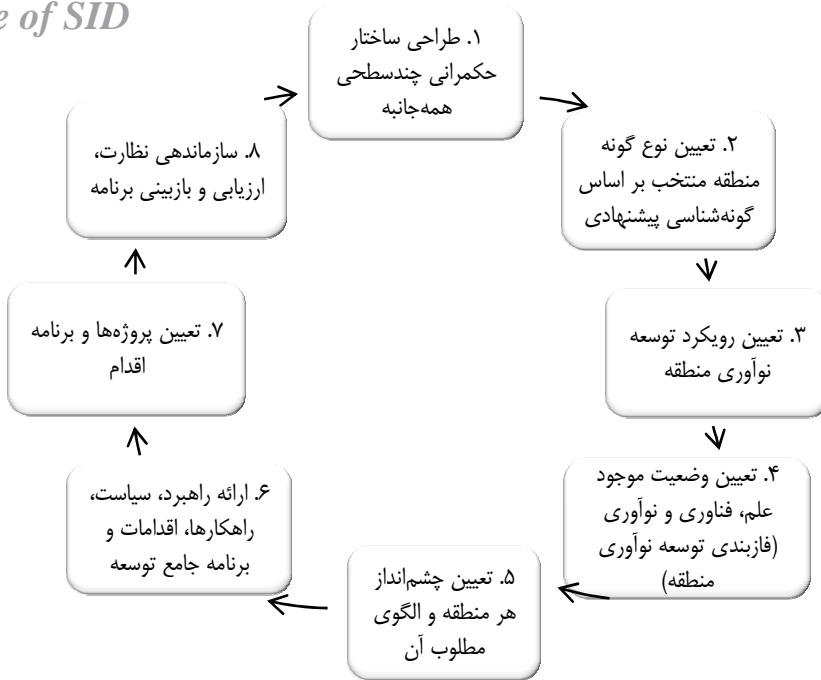 e of SID
۱. طراحی ساختار
حکمرانی چندسطحی
همه‌جانبه
۲. تعیین نوع گونه
منطقه منتخب بر اساس
گونه‌شناسی پیشنهادی
۳. تعیین رویکرد توسعه
نوآوری منطقه
۴. تعیین وضعیت موجود
علم، فناوری و نوآوری
(فازبندی توسعه نوآوری
منطقه)
۵. تعیین چشم‌انداز
هر منطقه و الگوی
مطلوب آن
۶. ارائه راهبرد، سیاست،
راهکارها، اقدامات و
برنامه جامع توسعه
۷. تعیین پروژه‌ها و برنامه
اقدام
۸. سازماندهی نظارت،
ارزیابی و بازبینی برنامه